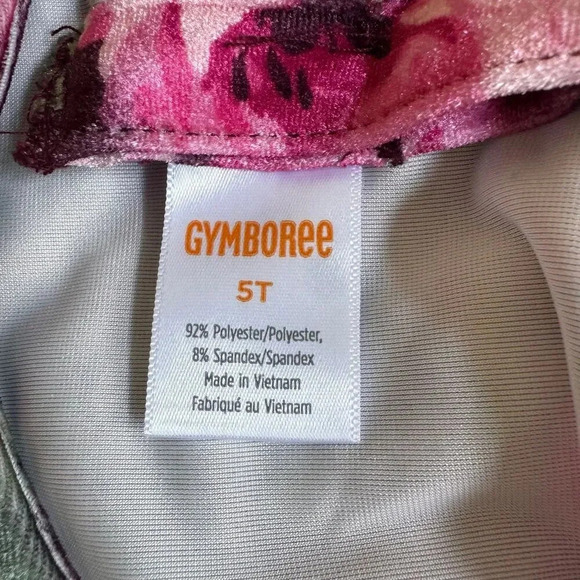 GYMBOREE
5T
92% Polyester/Polyester,
8% Spandex/Spandex
Made in Vietnam
Fabriqué au Vietnam